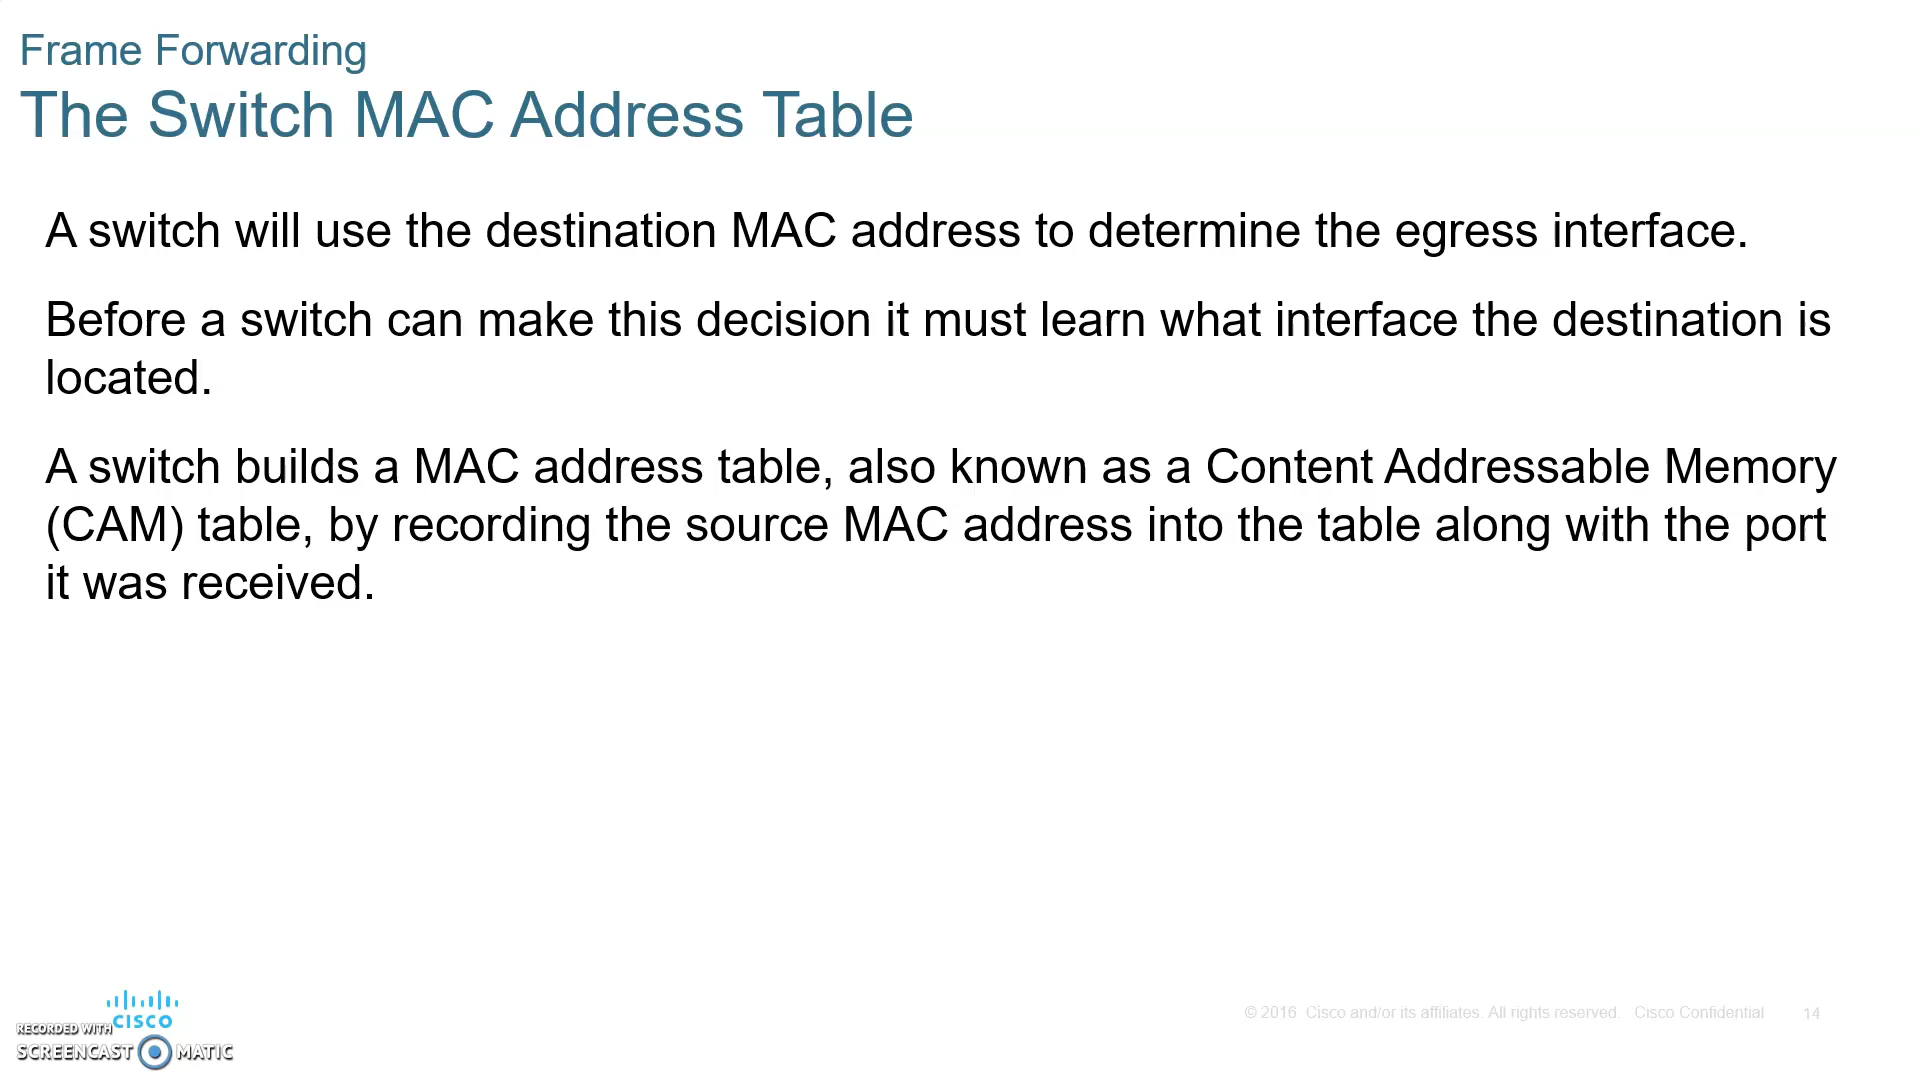 Frame Forwarding
The Switch MAC Address Table
A switch will use the destination MAC address to determine the egress interface.
Before a switch can make this decision it must learn what interface the destination is
located.
A switch builds a MAC address table, also known as a Content Addressable Memory
(CAM) table, by recording the source MAC address into the table along with the port
it was received.
CISCO
RECORDED WITH
SCREENCAST MATIC
© 2016 Cisco and/or its affiliates. All rights reserved. Cisco Confidential 14